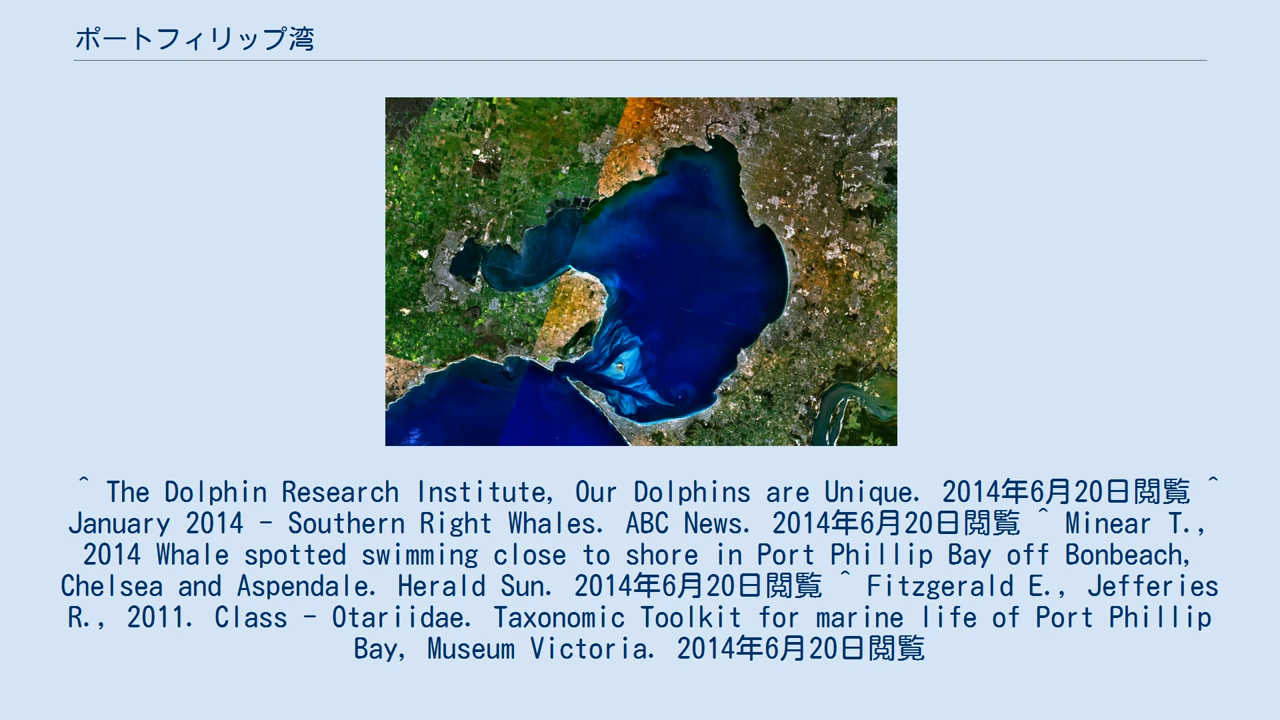 ポートフィリップ湾
^ The Dolphin Research Institute, Our Dolphins are Unique. 2014年6月20日閲覧 ^
January 2014 - Southern Right Whales. ABC News. 2014年6月20日閲覧 ^ Minear T.,
2014 Whale spotted swimming close to shore in Port Phillip Bay off Bonbeach,
Chelsea and Aspendale. Herald Sun. 2014年6月20日閲覧 ^ Fitzgerald E., Jefferies
R., 2011. Class - Otariidae. Taxonomic Toolkit for marine life of Port Phillip
Bay, Museum Victoria. 2014年6月20日閲覧